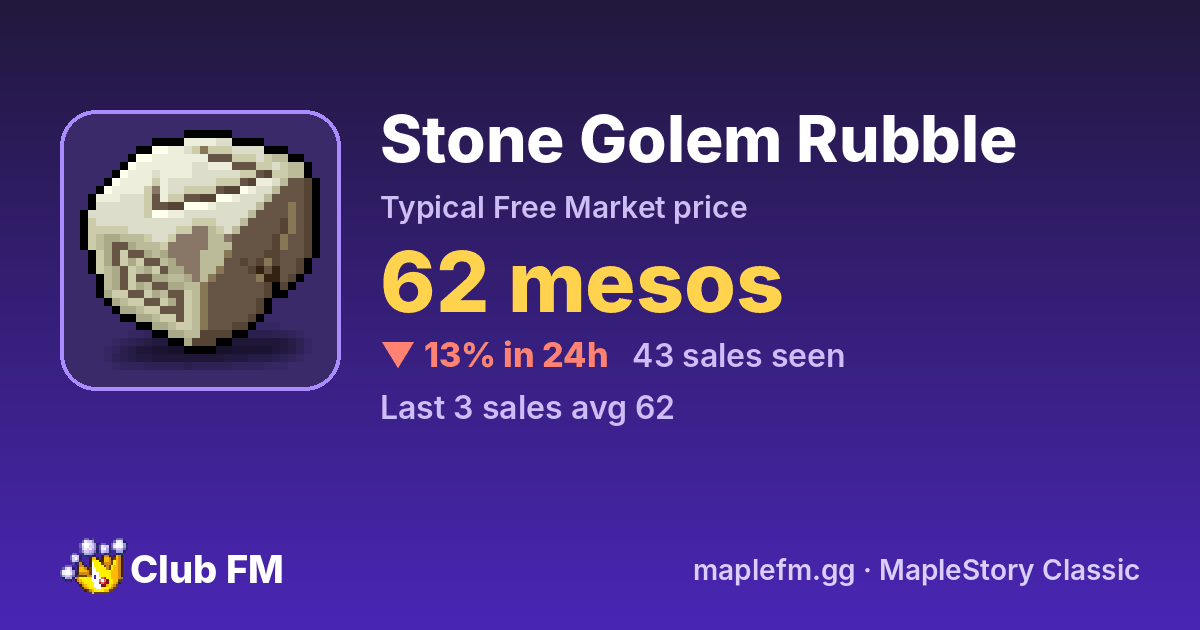 Stone Golem Rubble
Typical Free Market price
62 mesos
▼ 13% in 24h 43 sales seen
Last 3 sales avg 62
Club FM
maplefm.gg · MapleStory Classic